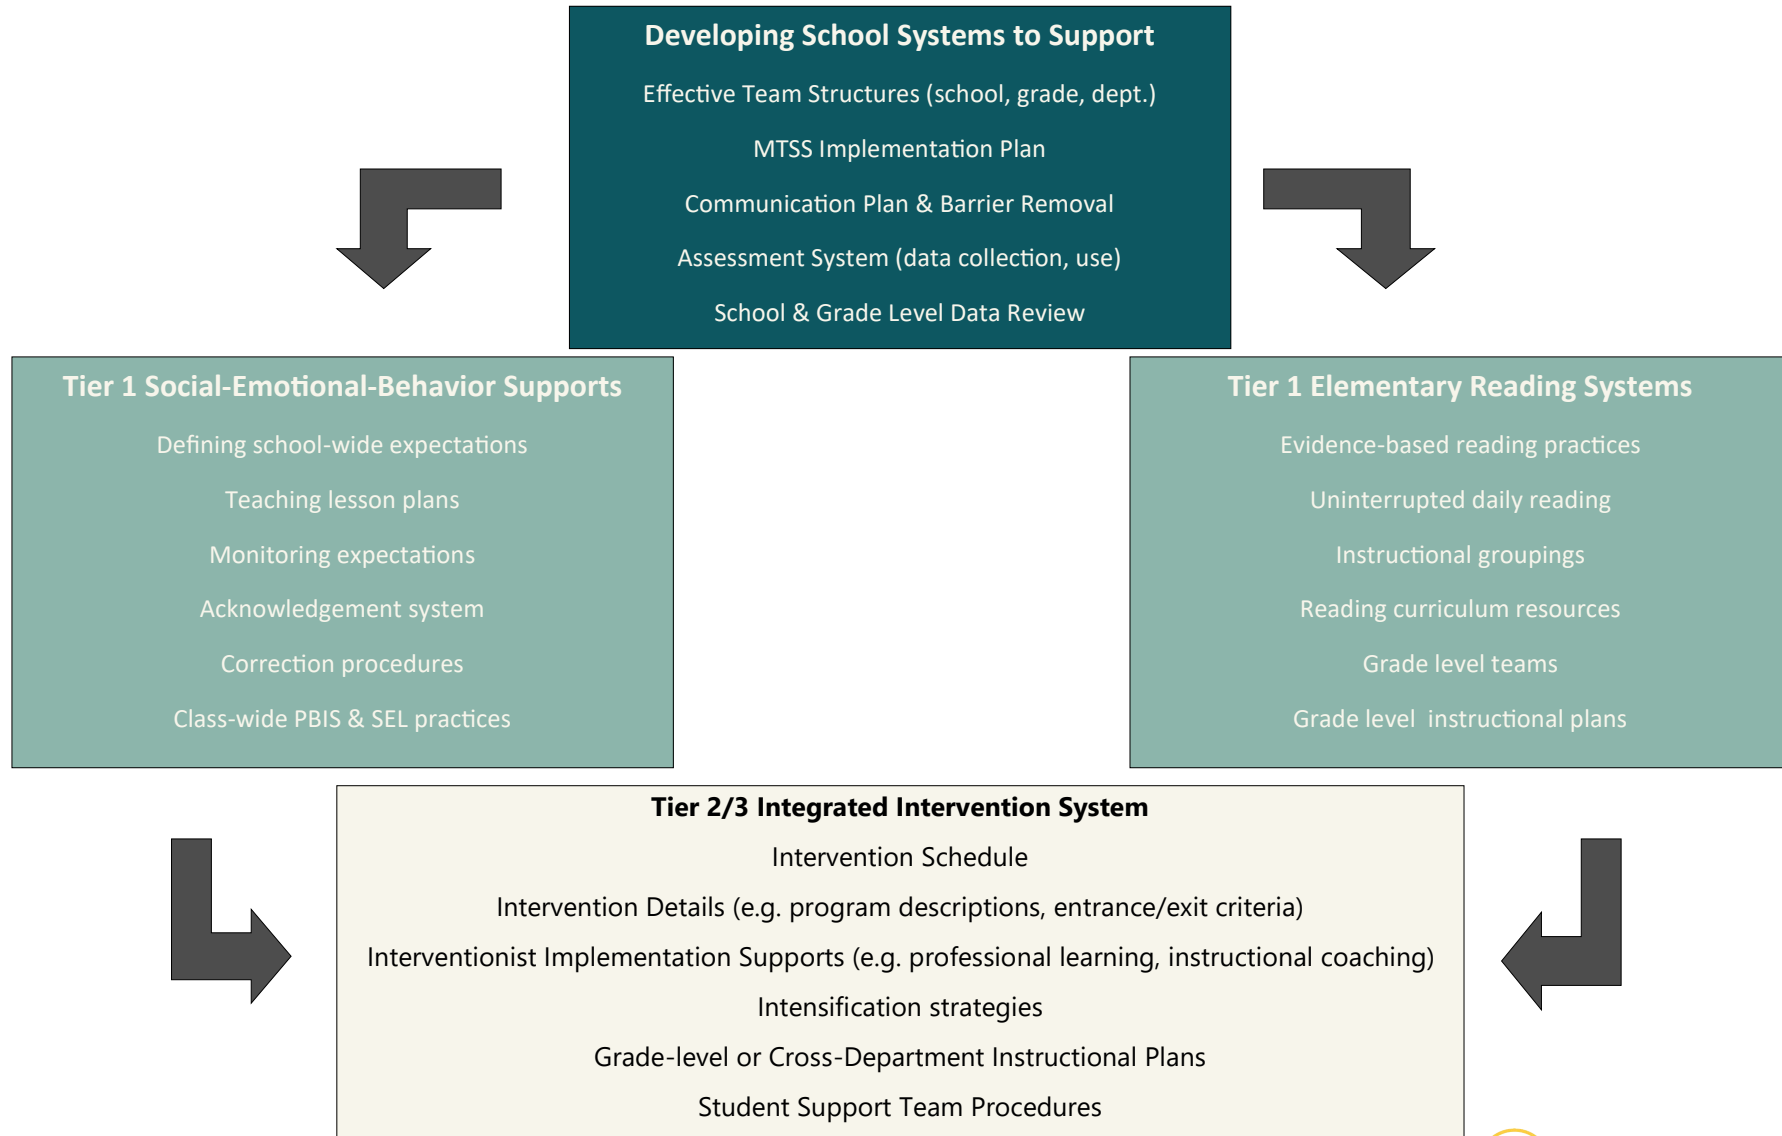 Developing School Systems to Support
Effective Team Structures (school, grade, dept.)
MTSS Implementation Plan
Communication Plan & Barrier Removal
Assessment System (data collection, use)
School & Grade Level Data Review
Tier 1 Social-Emotional-Behavior Supports
Defining school-wide expectations
Teaching lesson plans
Monitoring expectations
Acknowledgement system
Correction procedures
Class-wide PBIS & SEL practices
Tier 1 Elementary Reading Systems
Evidence-based reading practices
Uninterrupted daily reading
Instructional groupings
Reading curriculum resources
Grade level teams
Grade level  instructional plans
Tier 2/3 Integrated Intervention System
Intervention Schedule
Intervention Details (e.g. program descriptions, entrance/exit criteria)
Interventionist Implementation Supports (e.g. professional learning, instructional coaching)
Intensification strategies
Grade-level or Cross-Department Instructional Plans
Student Support Team Procedures